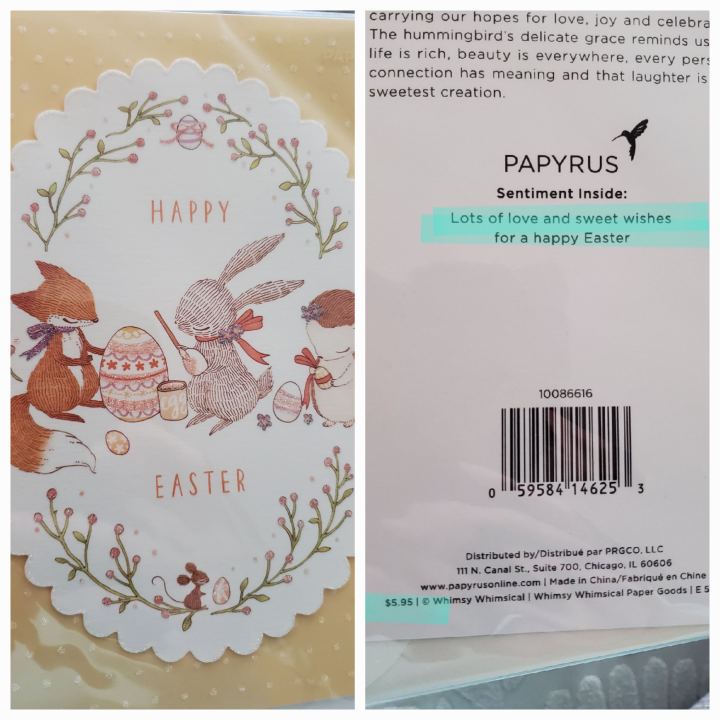 HAPPY
EASTER
carrying our hopes for love, joy and celebra
The hummingbird's delicate grace reminds us
life is rich, beauty is everywhere, every pers
connection has meaning and that laughter is
sweetest creation.
PAPYRUS
Sentiment Inside:
Lots of love and sweet wishes
for a happy Easter
10086616
0 59584 14625 3
Distributed by/Distribué par PRGCO, LLC
111 N. Canal St., Suite 700, Chicago, IL 60606
www.papyrusonline.com | Made in China/Fabriqué en Chine
$5.95 | © Whimsy Whimsical | Whimsy Whimsical Paper Goods | E 5